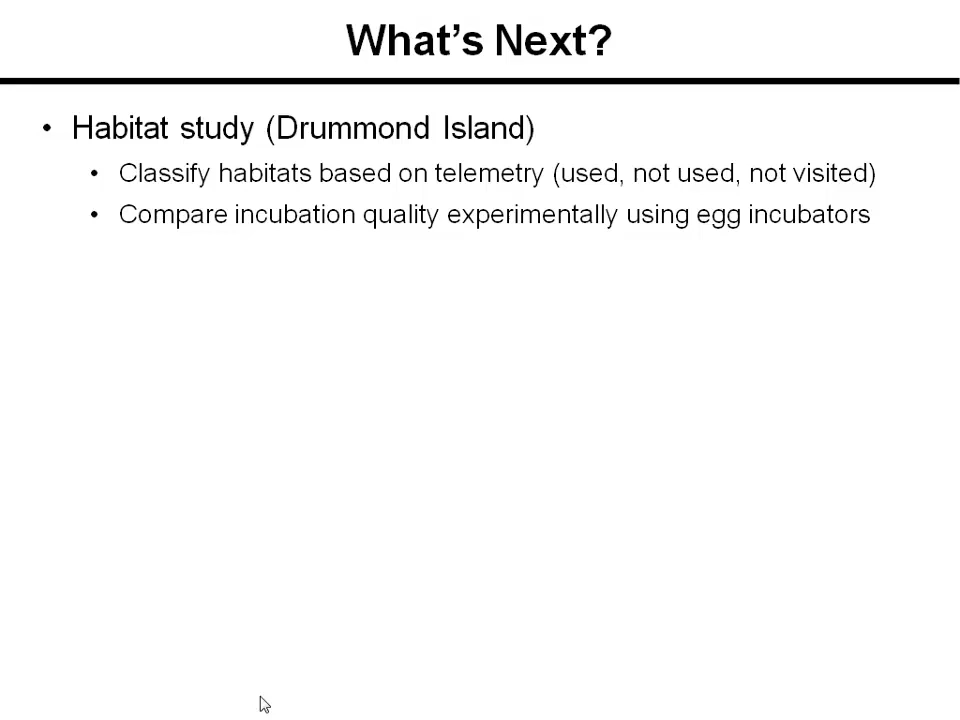 What’s Next?
• Habitat study (Drummond Island)
• Classify habitats based on telemetry (used, not used, not visited)
• Compare incubation quality experimentally using egg incubators